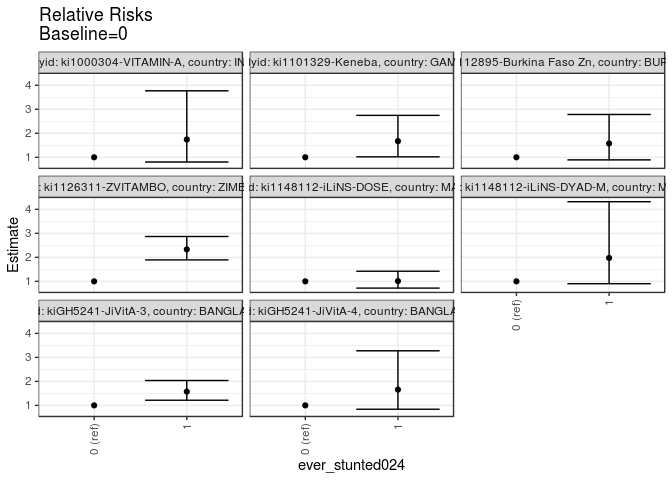 Relative Risks
Baseline=0
yid: ki1000304-VITAMIN-A, country: IN
lyid: ki1101329-Keneba, country: GAM
112895-Burkina Faso Zn, country: BUR
4
3
2
1
: ki1126311-ZVITAMBO, country: ZIMB
d: ki1148112-iLiNS-DOSE, country: MA
: ki1148112-iLiNS-DYAD-M, country: M
4
3
2
1
Estimate
d: kiGH5241-JiVitA-3, country: BANGLA
d: kiGH5241-JiVitA-4, country: BANGLA
4
3
2
1
0 (ref)
1
0 (ref)
1
0 (ref)
1
ever_stunted024